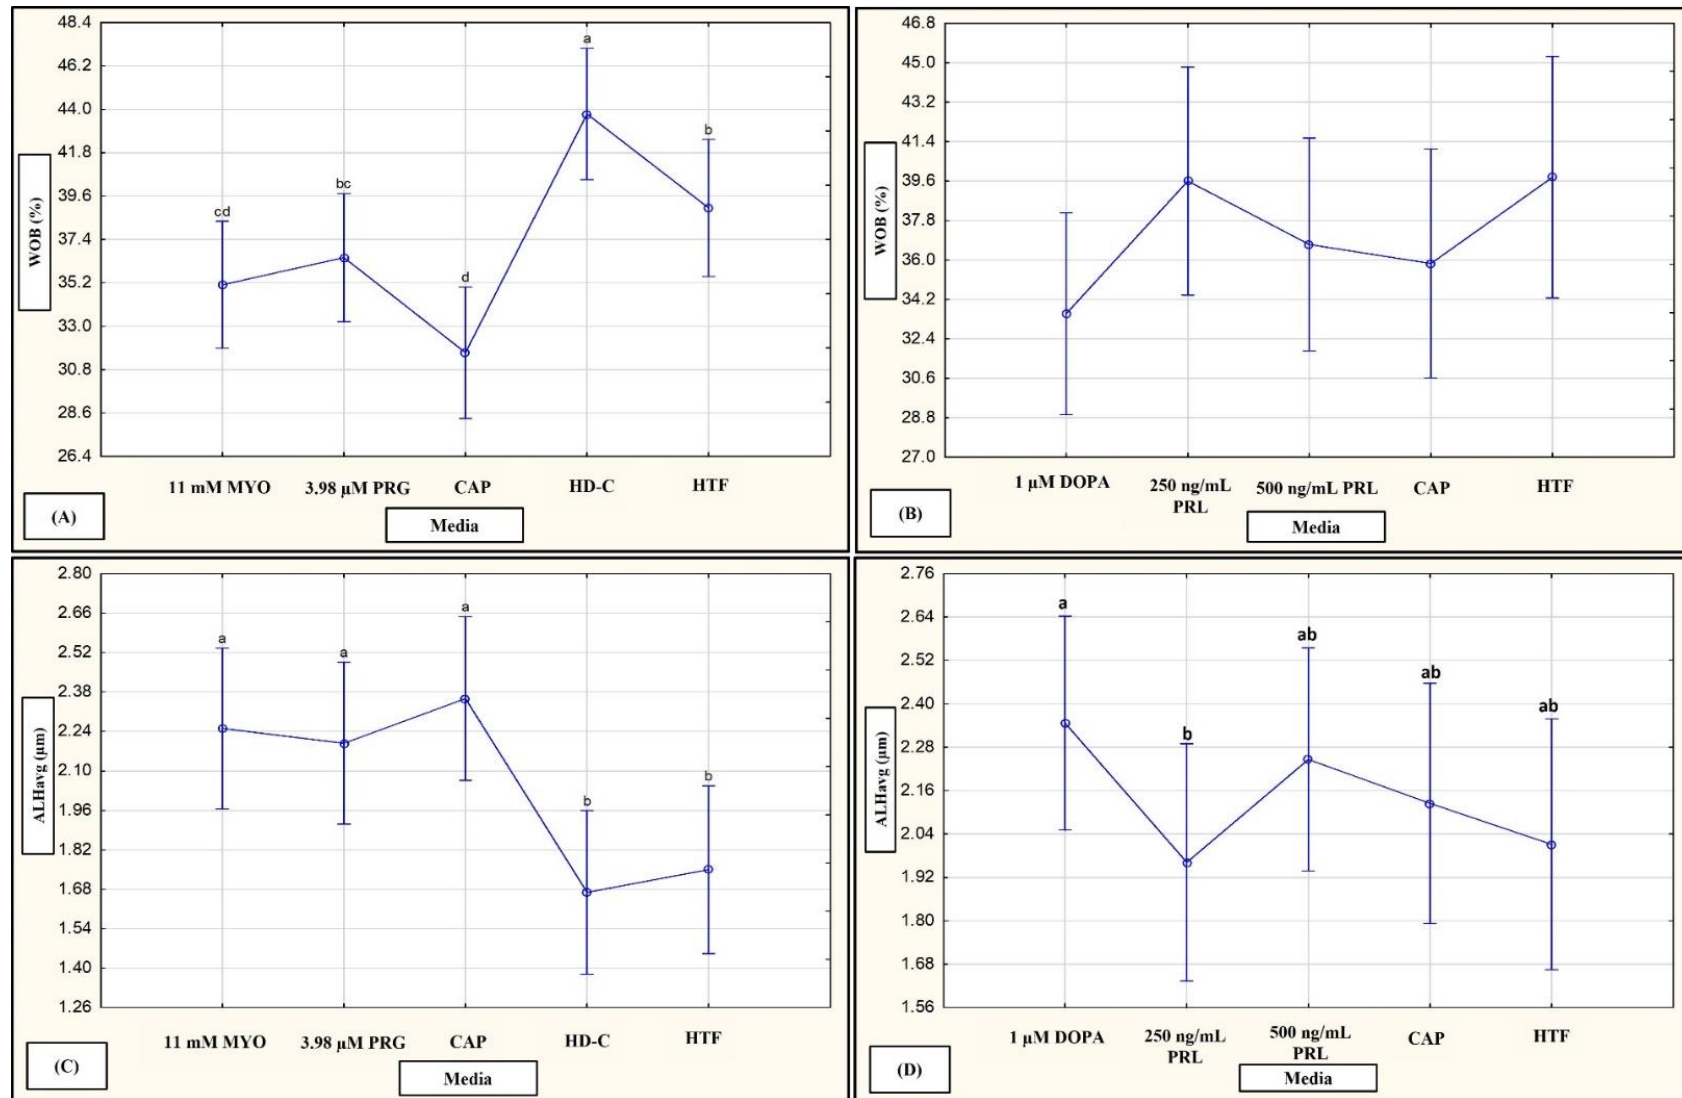 48.4
46.2
44.0
41.8
39.6
37.4
35.2
33.0
30.8
28.6
26.4
WOB (%)
cd
bc
d
a
b
11 mM MYO
3.98 µM PRG
CAP
HD-C
HTF
(A)
Media
46.8
45.0
43.2
41.4
39.6
37.8
36.0
34.2
32.4
30.6
28.8
27.0
WOB (%)
1 µM DOPA
250 ng/mL
PRL
500 ng/mL PRL
CAP
HTF
(B)
Media
2.80
2.66
2.52
2.38
2.24
2.10
1.96
1.82
1.68
1.54
1.40
1.26
ALHavg (µm)
a
a
a
b
b
11 mM MYO
3.98 µM PRG
CAP
HD-C
HTF
(C)
Media
2.76
2.64
2.52
2.40
2.28
2.16
2.04
1.92
1.80
1.68
1.56
ALHavg (µm)
a
b
ab
ab
ab
1 µM DOPA
250 ng/mL
PRL
500 ng/mL
PRL
CAP
HTF
(D)
Media